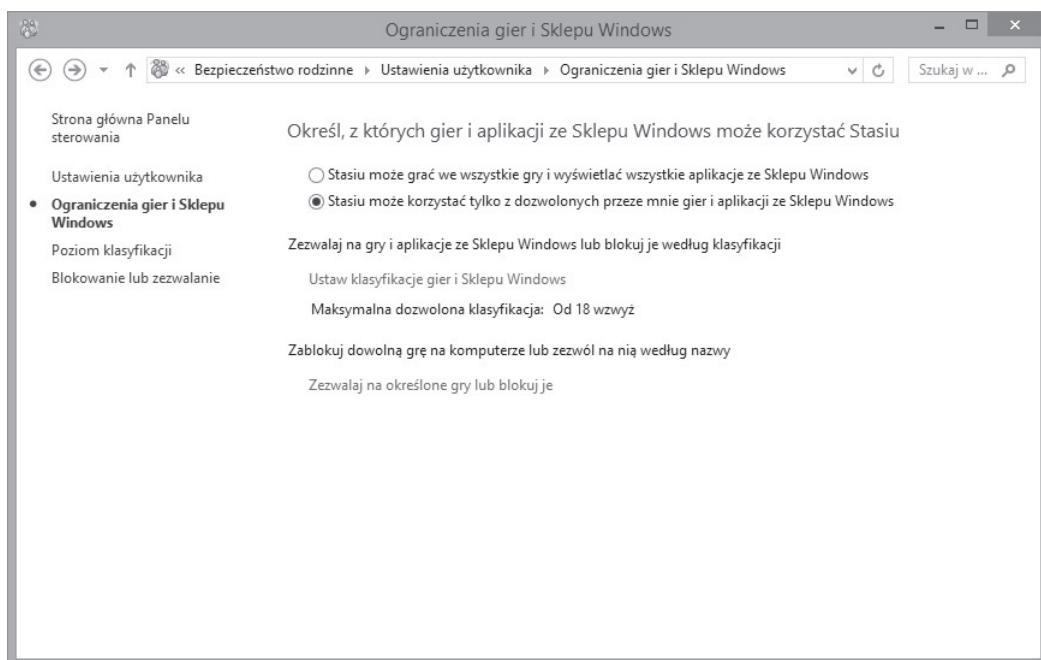 Ograniczenia gier i Sklepu Windows
« Bezpieczeństwo rodzinne ▸ Ustawienia użytkownika ▸ Ograniczenia gier i Sklepu Windows
Szukaj w ...
Strona główna Panelu
sterowania
Ustawienia użytkownika
• Ograniczenia gier i Sklepu
Windows
Poziom klasyfikacji
Blokowanie lub zezwalanie
Określ, z których gier i aplikacji ze Sklepu Windows może korzystać Stasiu
Stasiu może grać we wszystkie gry i wyświetlać wszystkie aplikacje ze Sklepu Windows
Stasiu może korzystać tylko z dozwolonych przeze mnie gier i aplikacji ze Sklepu Windows
Zezwalaj na gry i aplikacje ze Sklepu Windows lub blokuj je według klasyfikacji
Ustaw klasyfikacje gier i Sklepu Windows
Maksymalna dozwolona klasyfikacja: Od 18 wzwyż
Zablokuj dowolną grę na komputerze lub zezwól na nią według nazwy
Zezwalaj na określone gry lub blokuj je